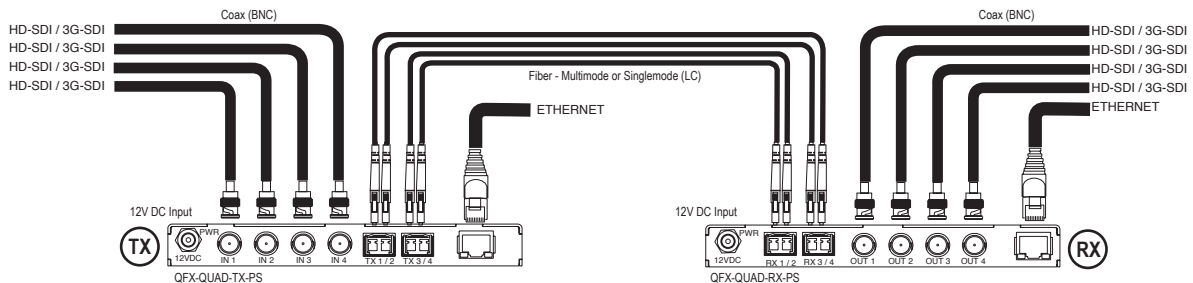 Coax (BNC)
HD-SDI / 3G-SDI
HD-SDI / 3G-SDI
HD-SDI / 3G-SDI
HD-SDI / 3G-SDI
Fiber - Multimode or Singlemode (LC)
ETHERNET
Coax (BNC)
HD-SDI / 3G-SDI
HD-SDI / 3G-SDI
HD-SDI / 3G-SDI
HD-SDI / 3G-SDI
ETHERNET
12V DC Input
TX
PWR
12VDC
IN 1
IN 2
IN 3
IN 4
TX 1 / 2
TX 3 / 4
QFX-QUAD-TX-PS
12V DC Input
PWR
12VDC
RX 1 / 2
RX 3 / 4
OUT 1
OUT 2
OUT 3
OUT 4
RX
QFX-QUAD-RX-PS